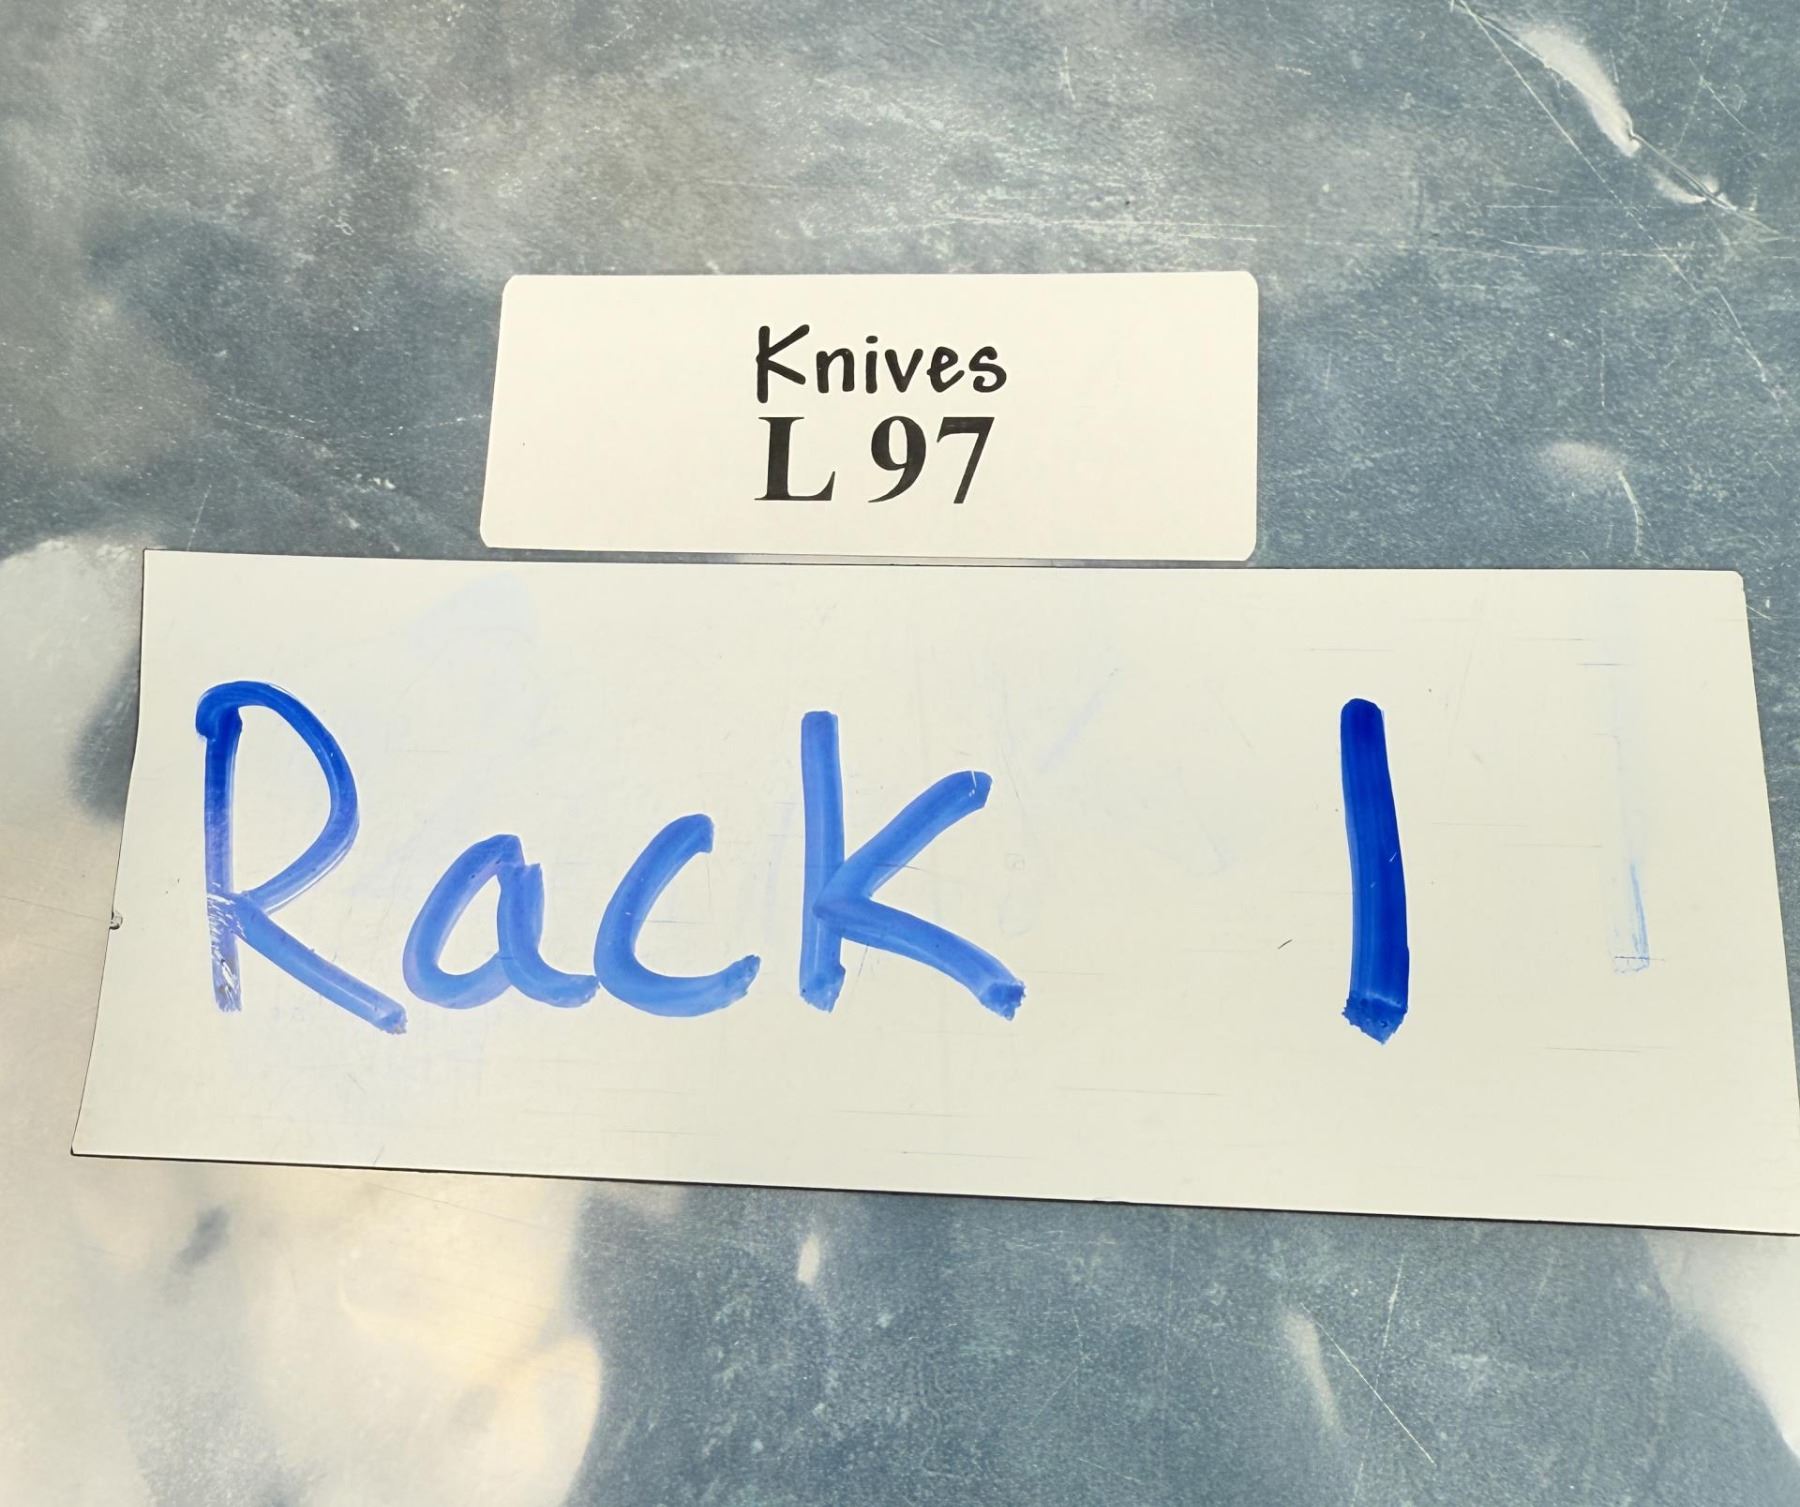 Knives
L 97
Rack 1